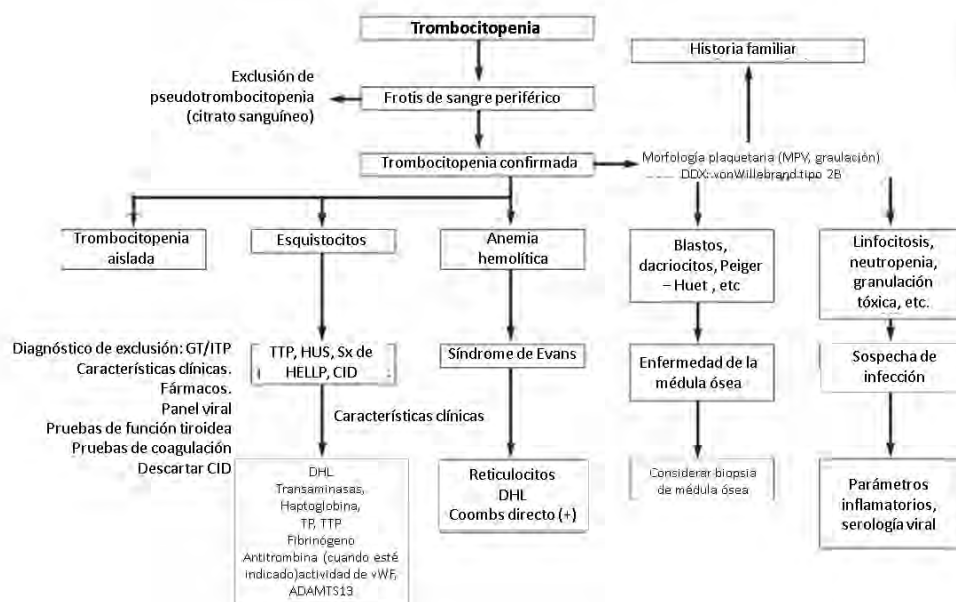 Trombocitopenia
Historia familiar
Exclusión de
pseudotrombocitopenia
(citrato sanguíneo)
Frotis de sangre periférico
Trombocitopenia confirmada
Morfología plaquetaria (MPV, graulación)
DDX: vonWillebrand tipo 2B
Trombocitopenia
aislada
Esquistocitos
Anemia
hemolítica
Blastos,
dacriocitos, Peiger
– Huet , etc
Linfocitosis,
neutropenia,
granulación
tóxica, etc.
Diagnóstico de exclusión: GT/ITP
Características clínicas.
Fármacos.
Panel viral
Pruebas de función tiroidea
Pruebas de coagulación
Descartar CID
TTP, HUS, Sx de
HELLP, CID
Síndrome de Evans
Enfermedad de la
médula ósea
Sospecha de
infección
Características clínicas
DHL
Transaminasas,
Haptoglobina,
TP, TTP
Fibrinógeno
Antitrombina (cuando esté
indicado)actividad de vWF,
ADAMTS13
Reticulocitos
DHL
Coombs directo (+)
Considerar biopsia
de médula ósea
Parámetros
inflamatorios,
serología viral